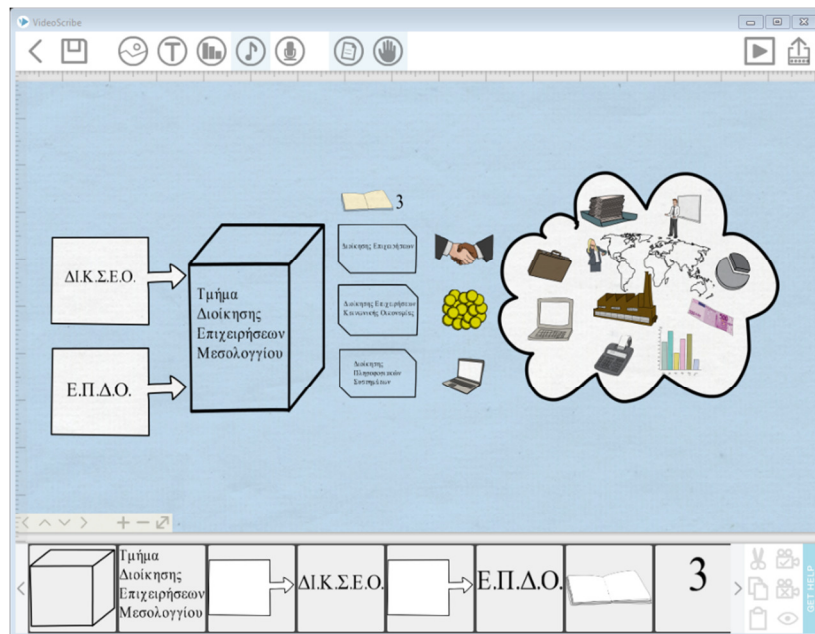 VideoScribe
3
ΔΙ.Κ.Σ.Ε.Ο.
Τμήμα
Διοίκησης
Επιχειρήσεων
Μεσολογγίου
Ε.Π.Δ.Ο.
Διοίκησης Επιχειρήσεων
Διοίκησης Επιχειρήσεων
Κοινωνικής Οικονομίας
Διοίκησης
Πληροφοριακών
Συστημάτων
Τμήμα
Διοίκησης
Επιχειρήσεων
Μεσολογγίου
ΔΙ.Κ.Σ.Ε.Ο.
Ε.Π.Δ.Ο.
3
GET HELP